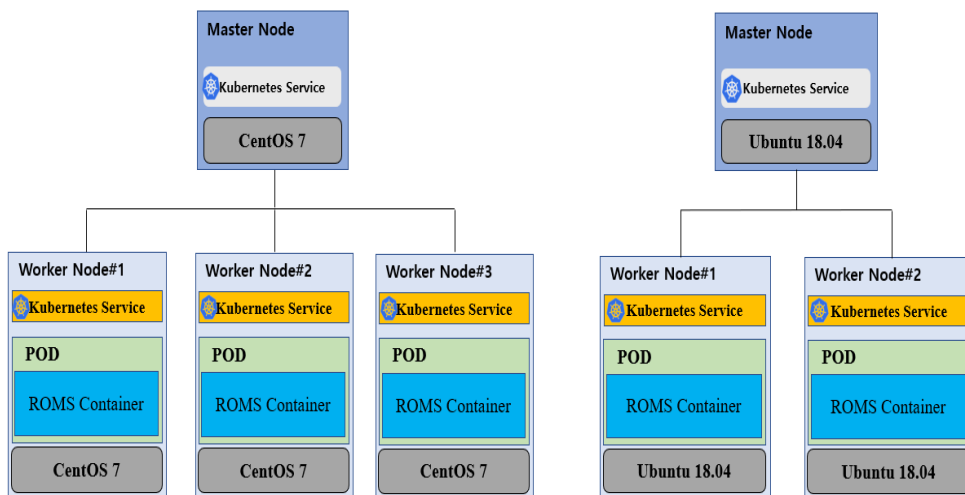 Master Node
Kubernetes Service
CentOS 7
Worker Node#1
Kubernetes Service
POD
ROMS Container
CentOS 7
Worker Node#2
Kubernetes Service
POD
ROMS Container
CentOS 7
Worker Node#3
Kubernetes Service
POD
ROMS Container
CentOS 7
Master Node
Kubernetes Service
Ubuntu 18.04
Worker Node#1
Kubernetes Service
POD
ROMS Container
Ubuntu 18.04
Worker Node#2
Kubernetes Service
POD
ROMS Container
Ubuntu 18.04